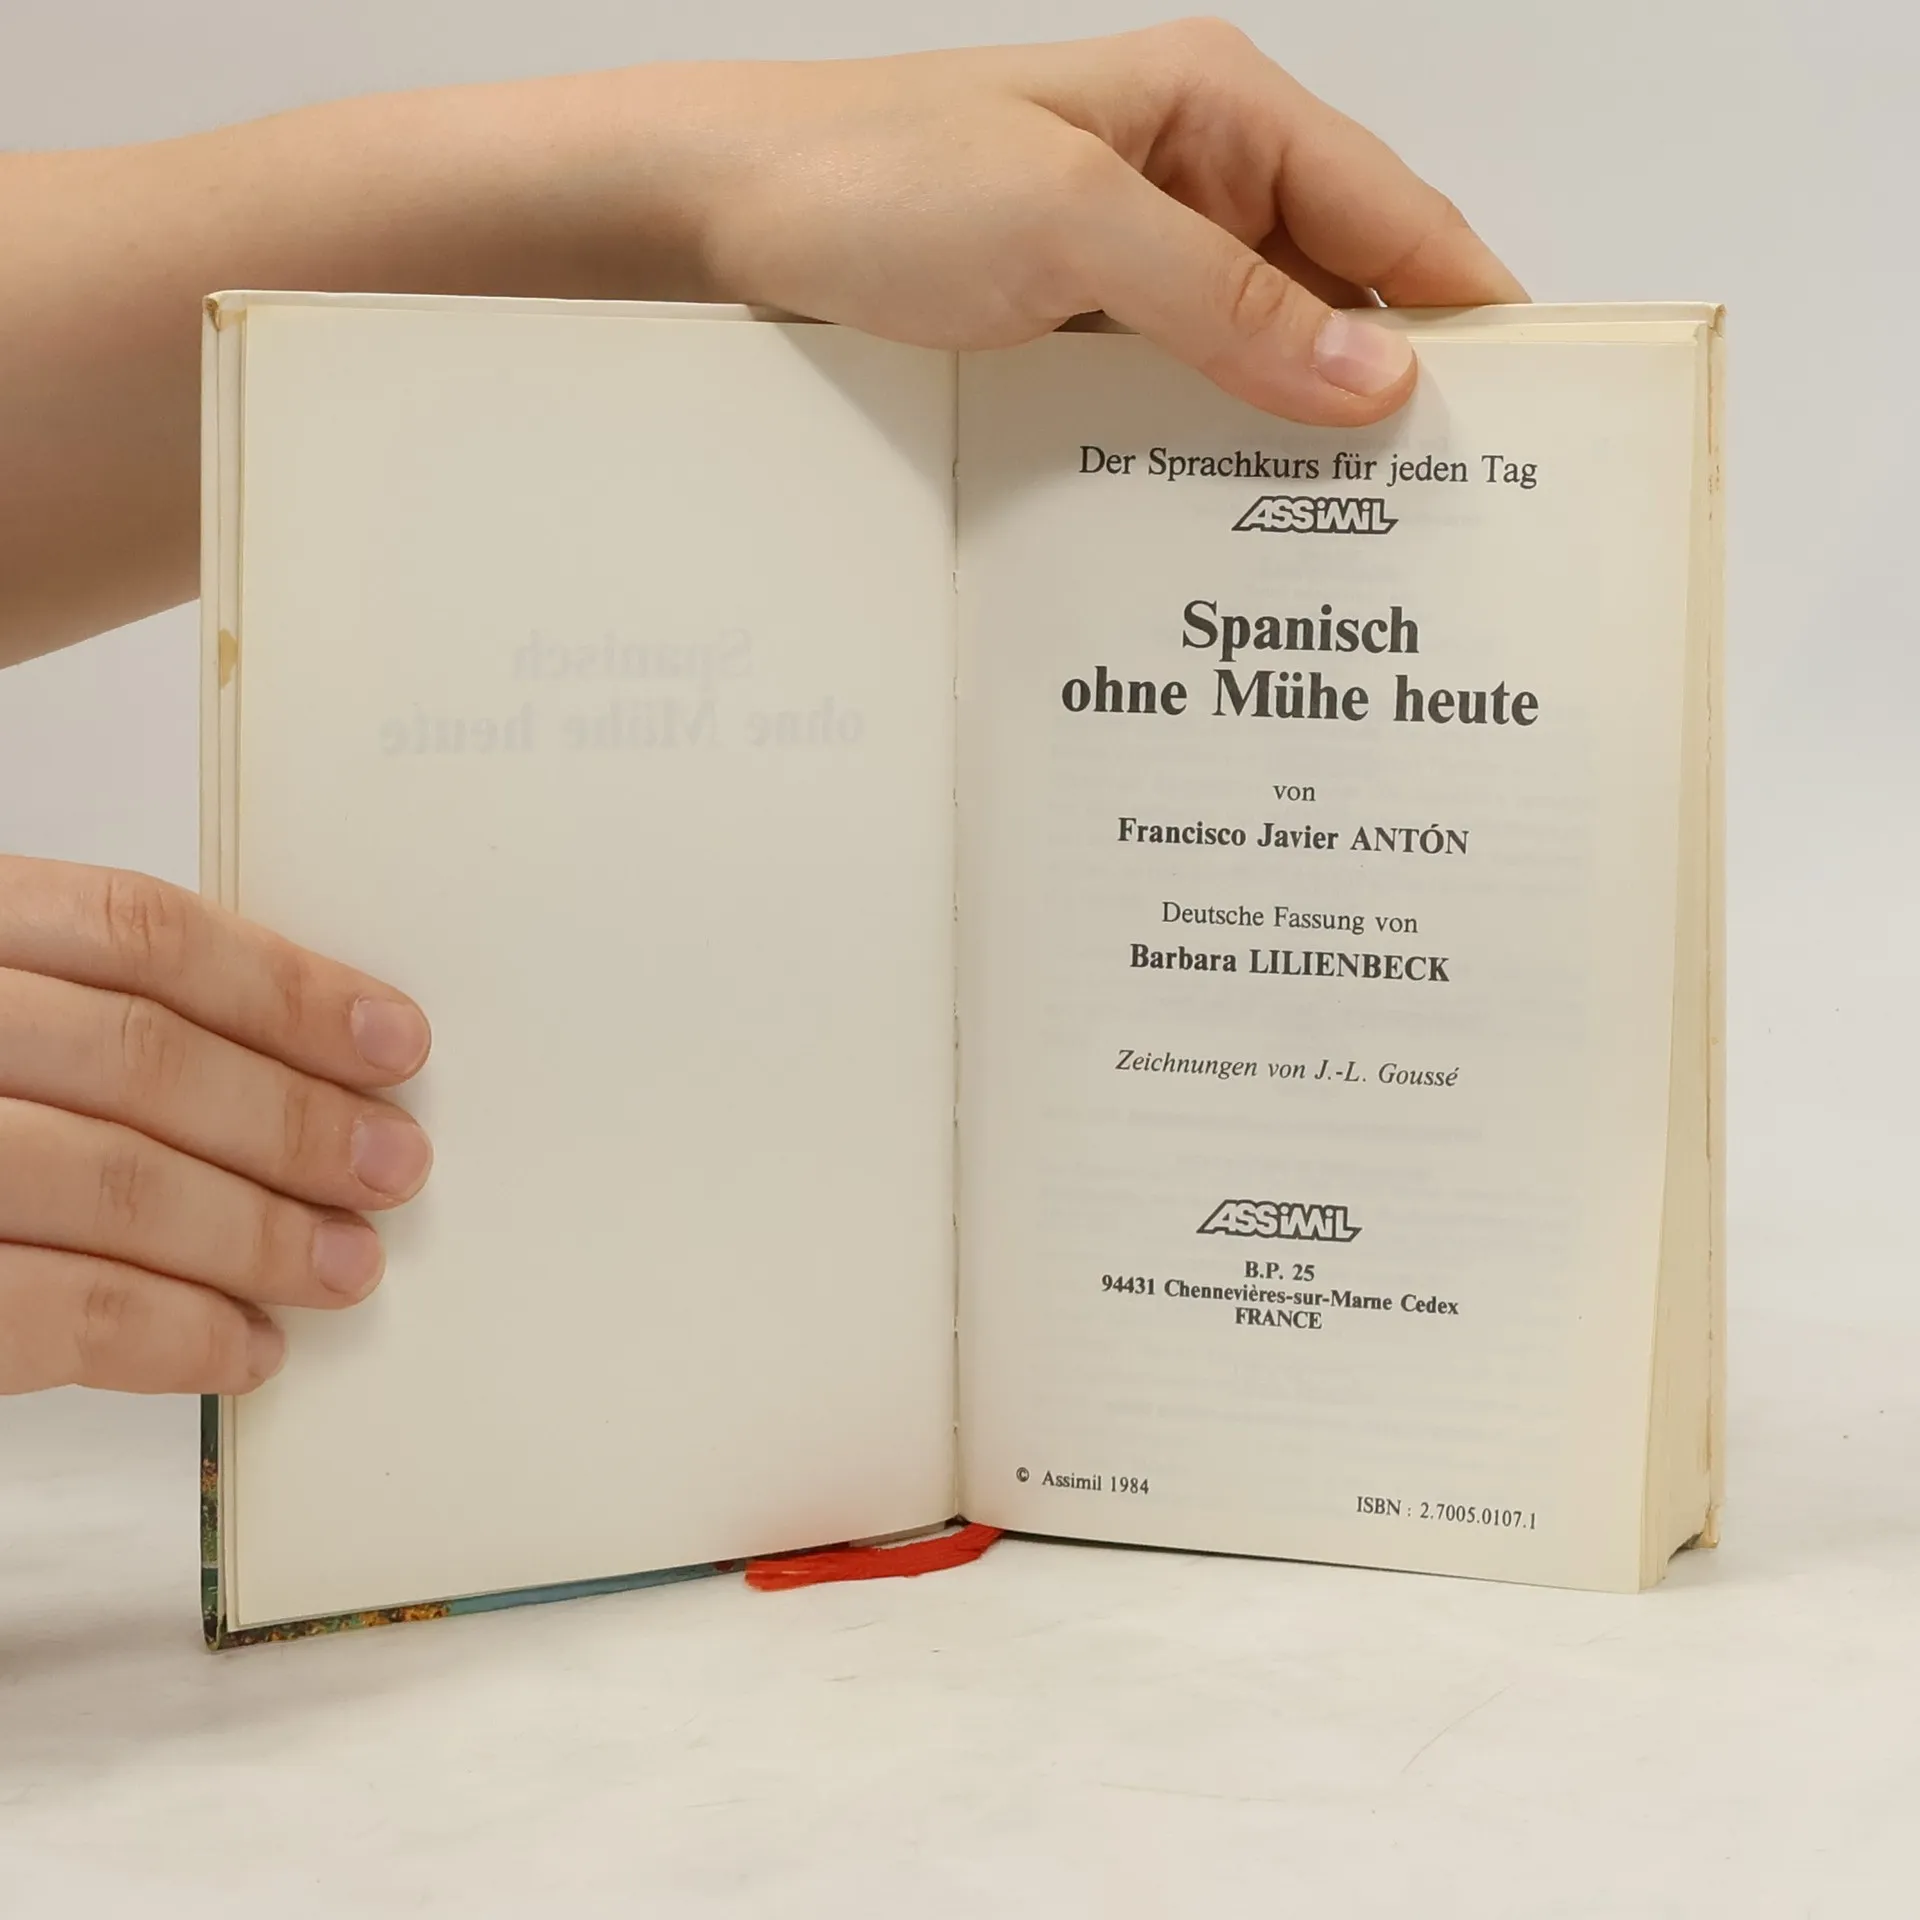 Der Sprachkurs für jeden Tag
ASSiMiL
Spanisch
ohne Mühe heute
von
Francisco Javier ANTÓN
Deutsche Fassung von
Barbara LILIENBECK
Zeichnungen von J.-L. Goussé
ASSiMiL
B.P. 25
94431 Chennevières-sur-Marne Cedex
FRANCE
© Assimil 1984
ISBN : 2.7005.0107.1